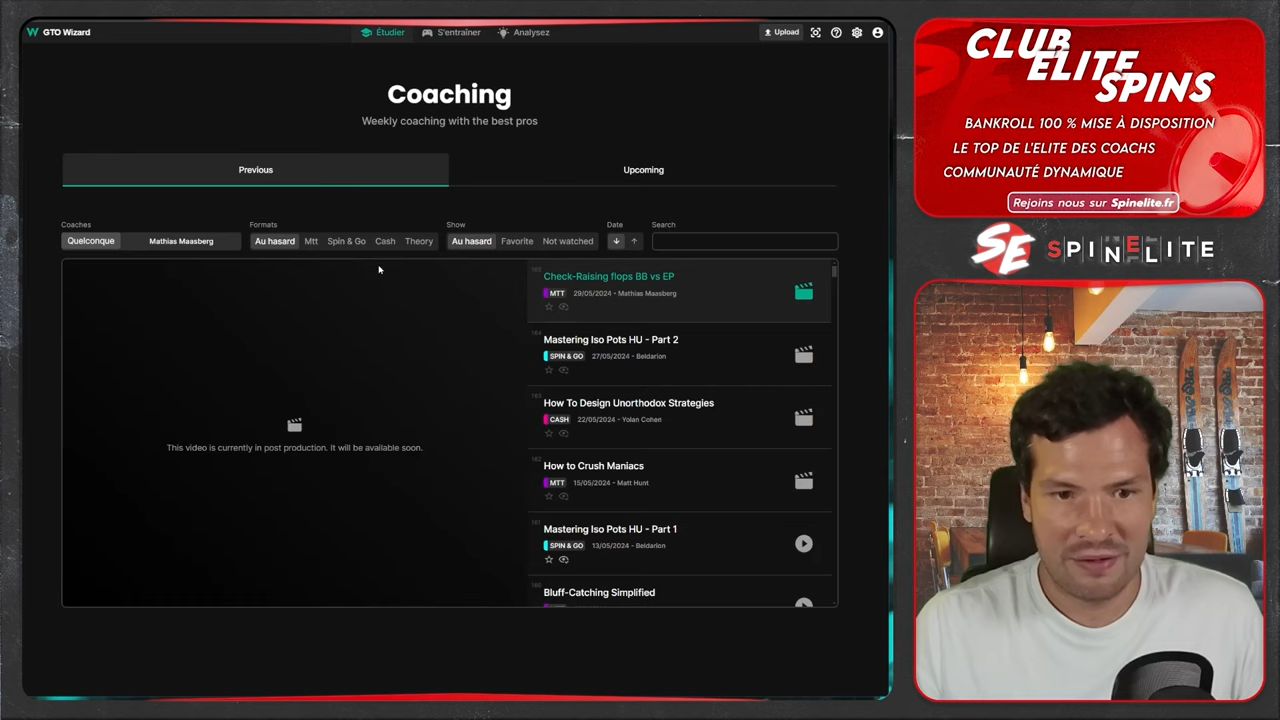 GTO Wizard
Étudier
S'entraîner
Analysez
Upload
Coaching
Weekly coaching with the best pros
Previous
Upcoming
Coaches
Formats
Show
Date
Search
Quelconque
Mathias Maasberg
Au hasard
Mtt
Spin & Go
Cash
Theory
Au hasard
Favorite
Not watched
This video is currently in post production. It will be available soon.
165
Check-Raising flops BB vs EP
MTT 29/05/2024 - Mathias Maasberg
164
Mastering Iso Pots HU - Part 2
SPIN & GO 27/05/2024 - Beldarion
163
How To Design Unorthodox Strategies
CASH 22/05/2024 - Yolan Cohen
162
How to Crush Maniacs
MTT 15/05/2024 - Matt Hunt
161
Mastering Iso Pots HU - Part 1
SPIN & GO 13/05/2024 - Beldarion
160
Bluff-Catching Simplified
CLUB
ELITE
SPINS
BANKROLL 100 % MISE À DISPOSITION
LE TOP DE L'ELITE DES COACHS
COMMUNAUTÉ DYNAMIQUE
Rejoins nous sur Spinelite.fr
SE
SPINELITE